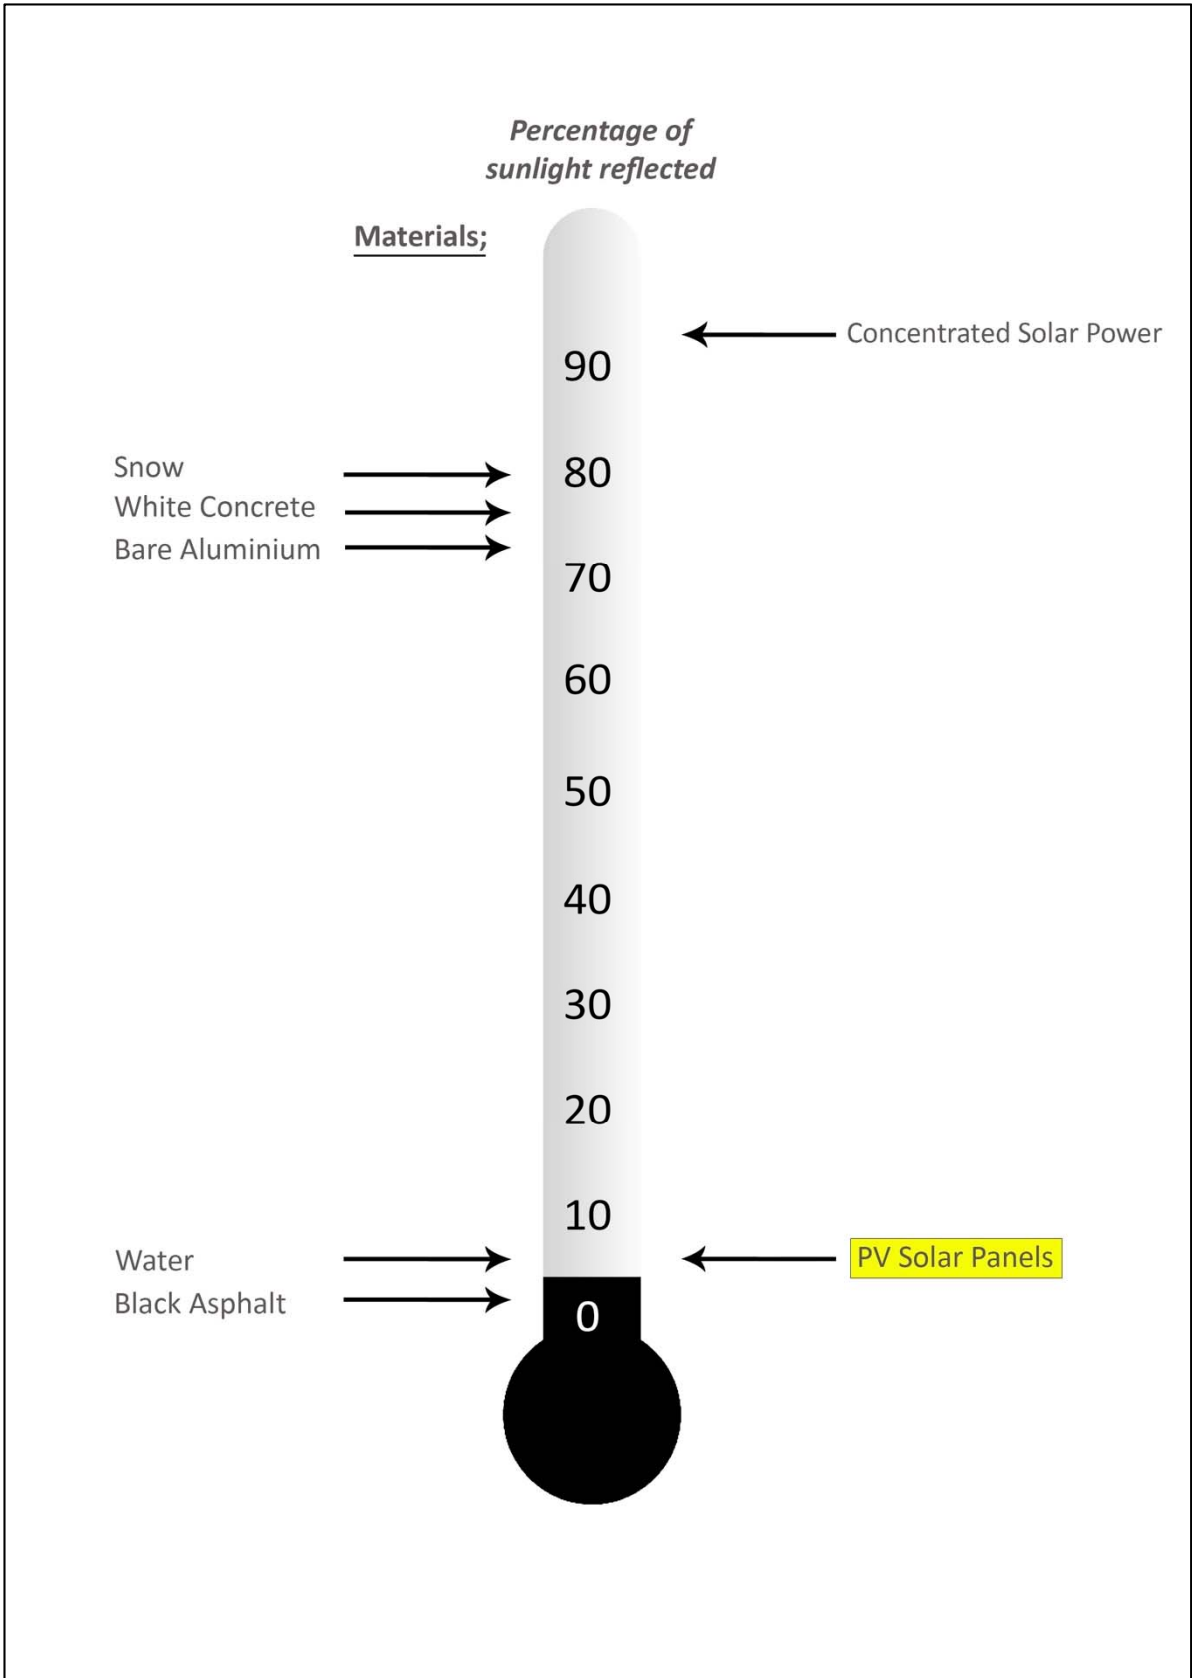 Percentage of
sunlight reflected
Materials;
Concentrated Solar Power
90
Snow
80
White Concrete
Bare Aluminium
70
60
50
40
30
20
10
Water
PV Solar Panels
Black Asphalt
0